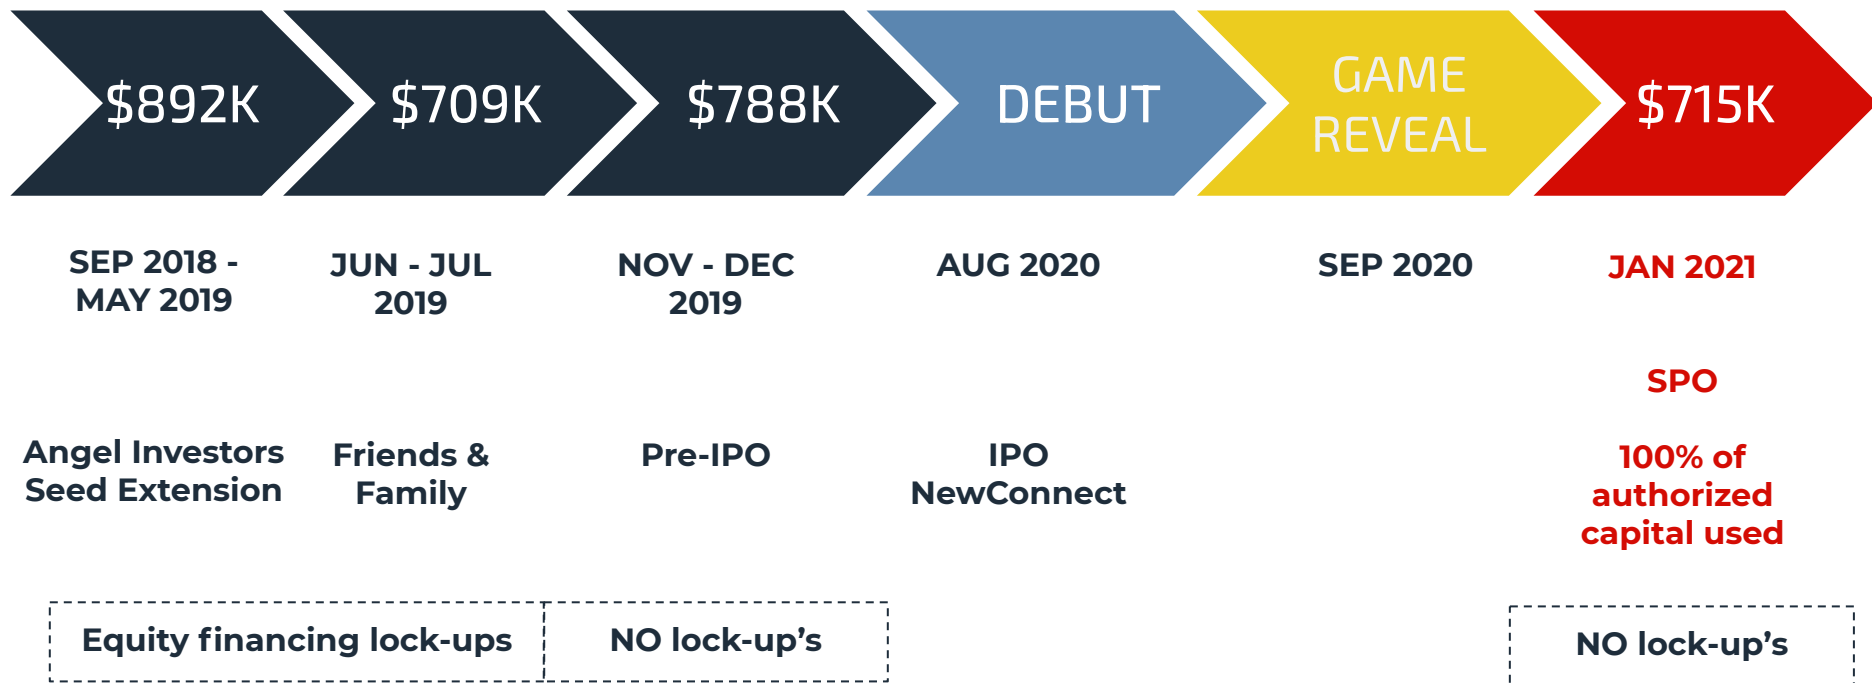 $892K
$709K
$788K
DEBUT
GAME
REVEAL
$715K
SEP 2018 -
MAY 2019
JUN - JUL
2019
NOV - DEC
2019
AUG 2020
SEP 2020
JAN 2021
SPO
Angel Investors
Seed Extension
Friends &
Family
Pre-IPO
IPO
NewConnect
100% of
authorized
capital used
Equity financing lock-ups
NO lock-up’s
NO lock-up’s